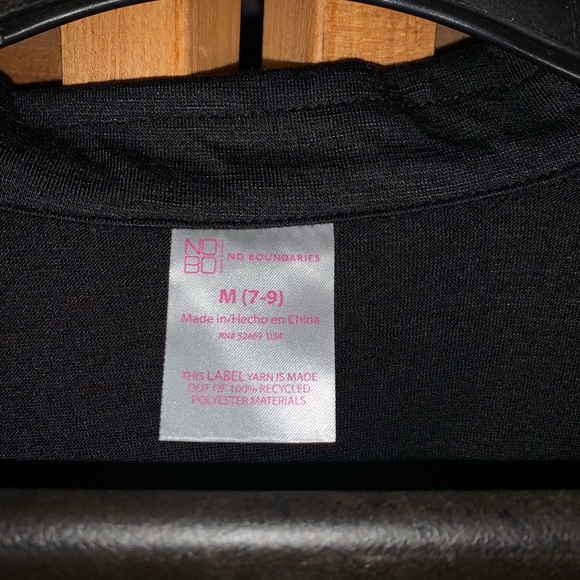 NO
BO
NO BOUNDARIES
M (7-9)
Made in/Hecho en China
RN# 52469 U34
THIS LABEL YARN IS MADE
OUT OF 100% RECYCLED
POLYESTER MATERIALS